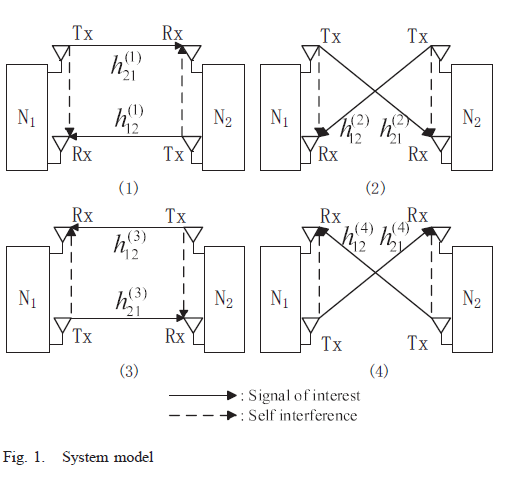 Tx Rx Tx Tx
h21(1)
N1 h12(1) N2 N1 h12(2) h21(2) N2
Rx Tx Rx Rx
(1) (2)
Rx Tx Rx Rx
h12(3) h12(4) h21(4)
N1 h21(3) N2 N1 N2
Tx Rx Tx Tx
(3) (4)
: Signal of interest
: Self interference
Fig. 1. System model